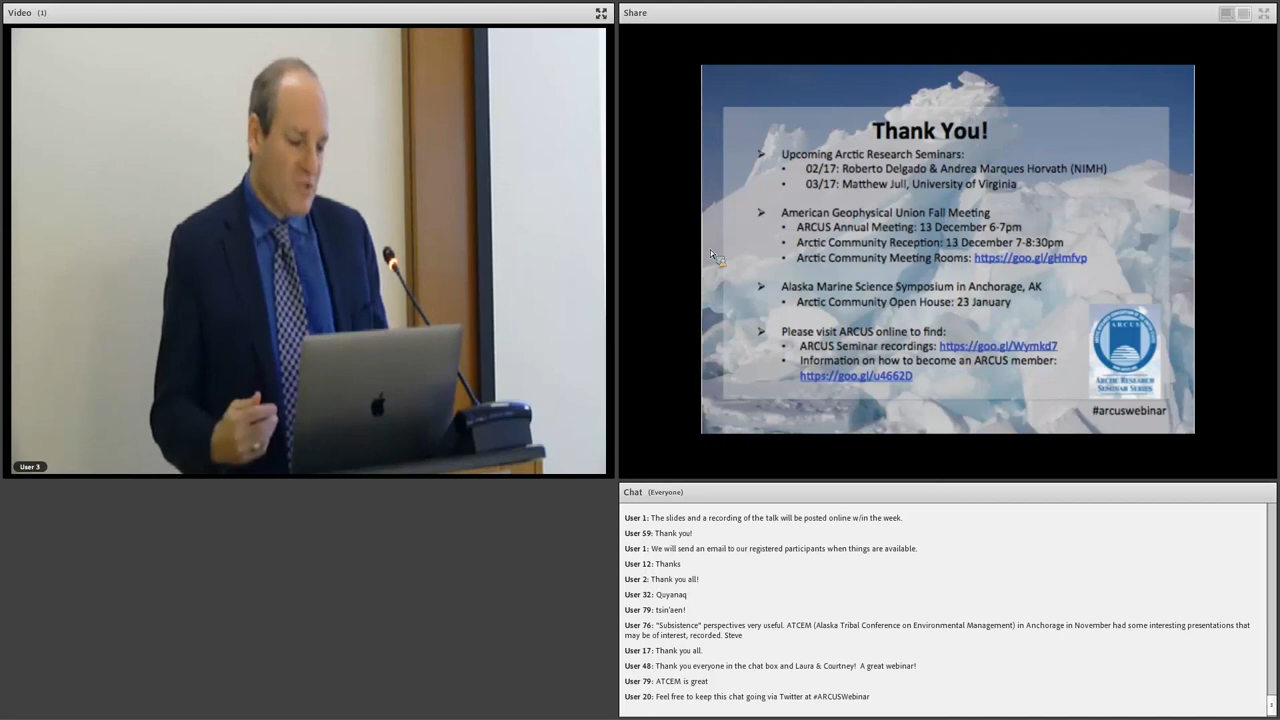 Video (1)
User 3
Share
Thank You!
➢ Upcoming Arctic Research Seminars:
• 02/17: Roberto Delgado & Andrea Marques Horvath (NIMH)
• 03/17: Matthew Jull, University of Virginia
➢ American Geophysical Union Fall Meeting
• ARCUS Annual Meeting: 13 December 6-7pm
• Arctic Community Reception: 13 December 7-8:30pm
• Arctic Community Meeting Rooms: https://goo.gl/gHmfvp
➢ Alaska Marine Science Symposium in Anchorage, AK
• Arctic Community Open House: 23 January
➢ Please visit ARCUS online to find:
• ARCUS Seminar recordings: https://goo.gl/Wymkd7
• Information on how to become an ARCUS member:
https://goo.gl/u4662D
ARCUS
ARCTIC RESEARCH
SEMINAR SERIES
#arcuswebinar
Chat (Everyone)
User 1: The slides and a recording of the talk will be posted online w/in the week.
User 59: Thank you!
User 1: We will send an email to our registered participants when things are available.
User 12: Thanks
User 2: Thank you all!
User 32: Quyanaq
User 79: tsin'aen!
User 76: "Subsistence" perspectives very useful. ATCEM (Alaska Tribal Conference on Environmental Management) in Anchorage in November had some interesting presentations that
may be of interest, recorded. Steve
User 17: Thank you all.
User 48: Thank you everyone in the chat box and Laura & Courtney! A great webinar!
User 79: ATCEM is great
User 20: Feel free to keep this chat going via Twitter at #ARCUSWebinar